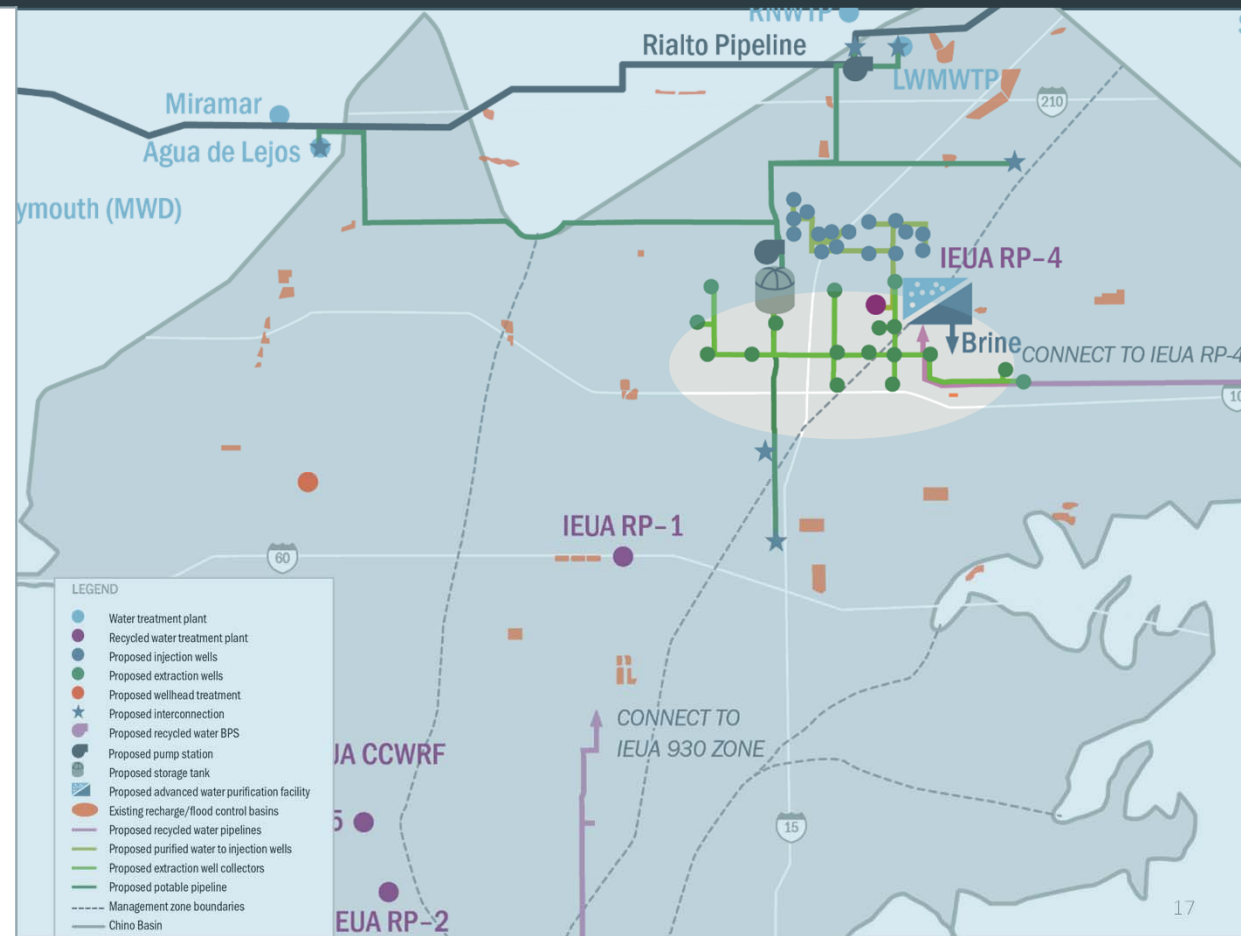 RNWTP
Rialto Pipeline
LWMWTP
210
Miramar
Agua de Lejos
ymouth (MWD)
IEUA RP-4
Brine
CONNECT TO IEUA RP-4
10
IEUA RP-1
60
CONNECT TO
IEUA 930 ZONE
UA CCWRF
5
15
EUA RP-2
LEGEND
Water treatment plant
Recycled water treatment plant
Proposed injection wells
Proposed extraction wells
Proposed wellhead treatment
Proposed interconnection
Proposed recycled water BPS
Proposed pump station
Proposed storage tank
Proposed advanced water purification facility
Existing recharge/flood control basins
Proposed recycled water pipelines
Proposed purified water to injection wells
Proposed extraction well collectors
Proposed potable pipeline
Management zone boundaries
Chino Basin
17